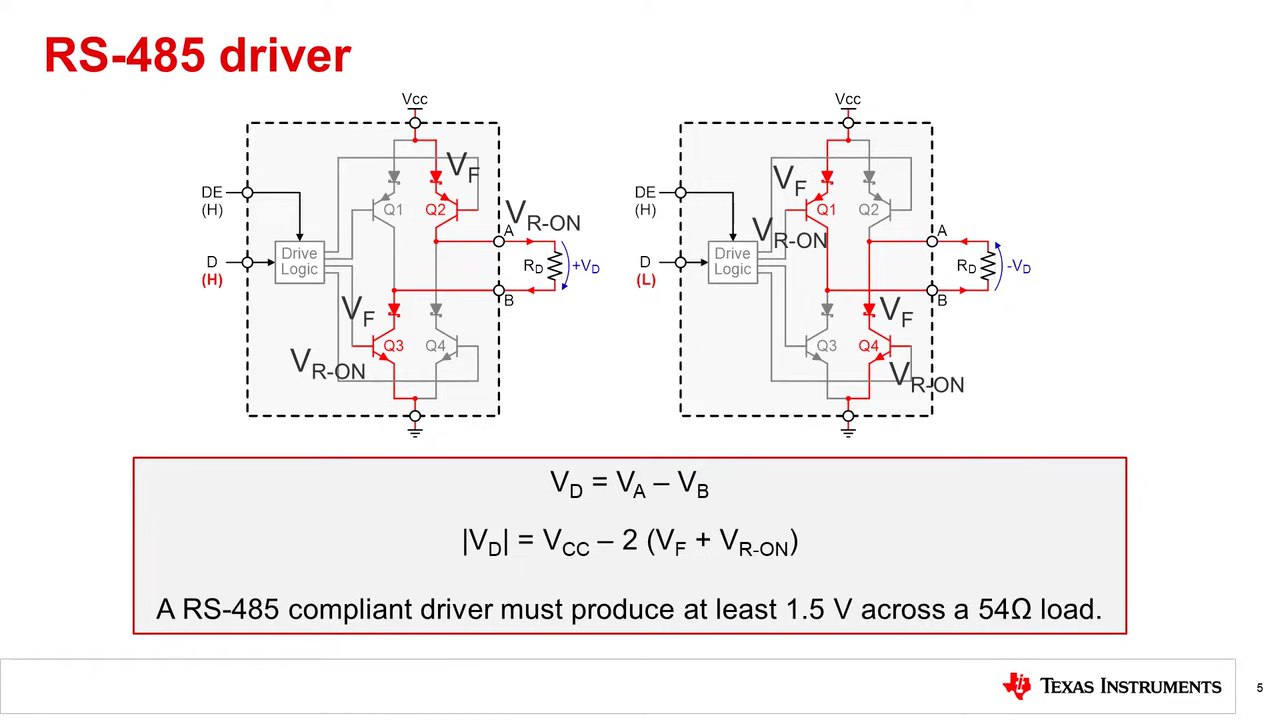 RS-485 driver
Vcc
DE
(H)
D
(H)
Drive
Logic
Q1
Q2
Q3
Q4
VF
VR-ON
VF
VR-ON
A
B
RD
+VD
Vcc
DE
(H)
D
(L)
Drive
Logic
Q1
Q2
Q3
Q4
VF
VR-ON
VF
VR-ON
A
B
RD
-VD
VD = VA – VB
|VD| = VCC – 2 (VF + VR-ON)
A RS-485 compliant driver must produce at least 1.5 V across a 54Ω load.
TEXAS INSTRUMENTS
5